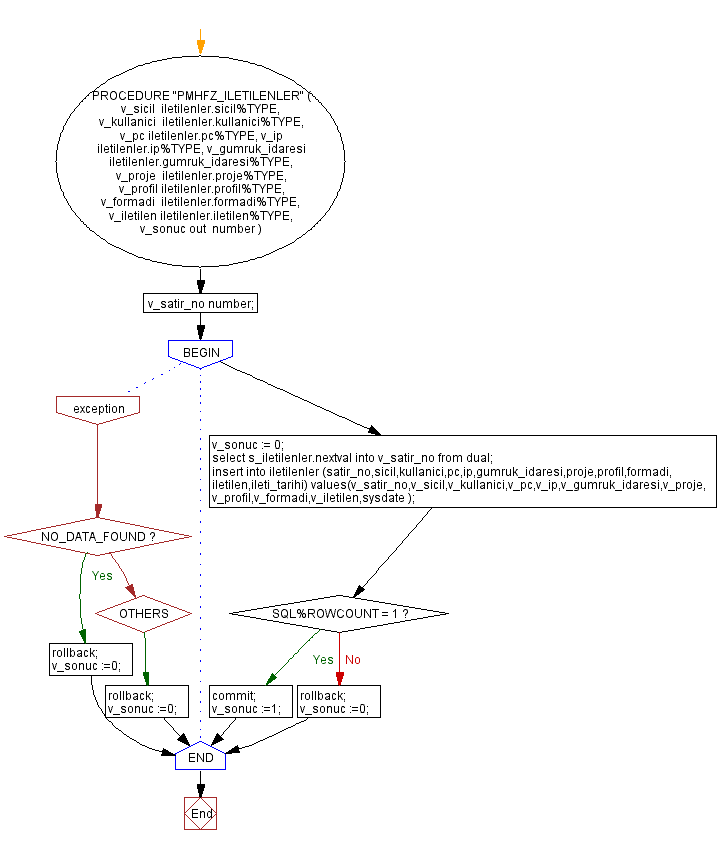 PROCEDURE "PMHFZ_ILETILENLER" (
v_sicil iletilenler.sicil%TYPE,
v_kullanici iletilenler.kullanici%TYPE,
v_pc iletilenler.pc%TYPE, v_ip
iletilenler.ip%TYPE, v_gumruk_idaresi
iletilenler.gumruk_idaresi%TYPE,
v_proje iletilenler.proje%TYPE,
v_profil iletilenler.profil%TYPE,
v_formadi iletilenler.formadi%TYPE,
v_iletilen iletilenler.iletilen%TYPE,
v_sonuc out number )
v_satir_no number;
BEGIN
exception
v_sonuc := 0;
select s_iletilenler.nextval into v_satir_no from dual;
insert into iletilenler (satir_no,sicil,kullanici,pc,ip,gumruk_idaresi,proje,profil,formadi,
iletilen,ileti_tarihi) values(v_satir_no,v_sicil,v_kullanici,v_pc,v_ip,v_gumruk_idaresi,v_proje,
v_profil,v_formadi,v_iletilen,sysdate );
NO_DATA_FOUND ?
Yes
OTHERS
SQL%ROWCOUNT = 1 ?
rollback;
v_sonuc :=0;
Yes
No
rollback;
v_sonuc :=0;
commit;
v_sonuc :=1;
rollback;
v_sonuc :=0;
END
End